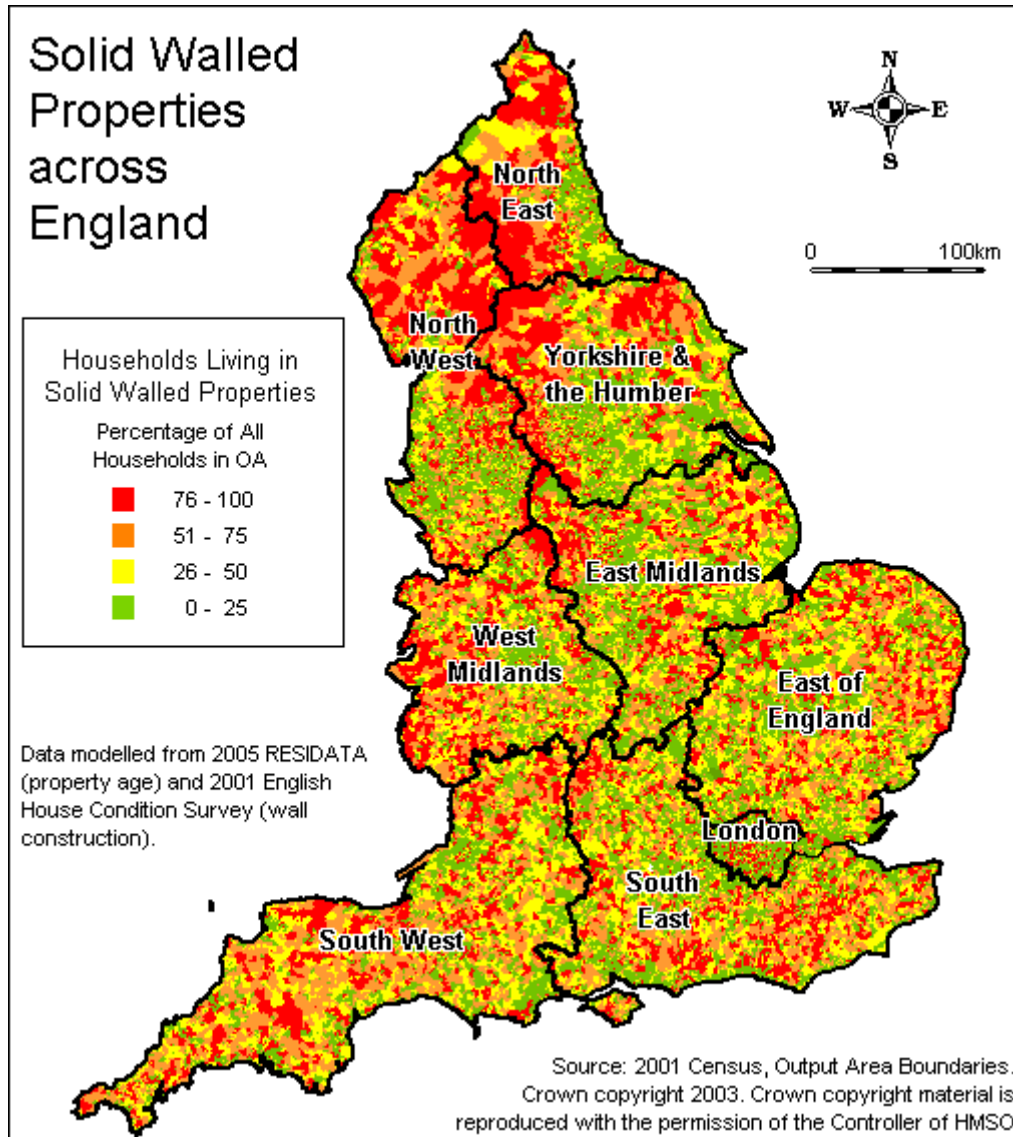 Solid Walled
Properties
across
England
N
W
E
S
0
100km
North
East
North
West
Yorkshire &
the Humber
Households Living in
Solid Walled Properties
Percentage of All
Households in OA
76 - 100
51 - 75
26 - 50
0 - 25
East Midlands
West
Midlands
East of
England
Data modelled from 2005 RESIDATA
(property age) and 2001 English
House Condition Survey (wall
construction).
London
South
East
South West
Source: 2001 Census, Output Area Boundaries.
Crown copyright 2003. Crown copyright material is
reproduced with the permission of the Controller of HMSO